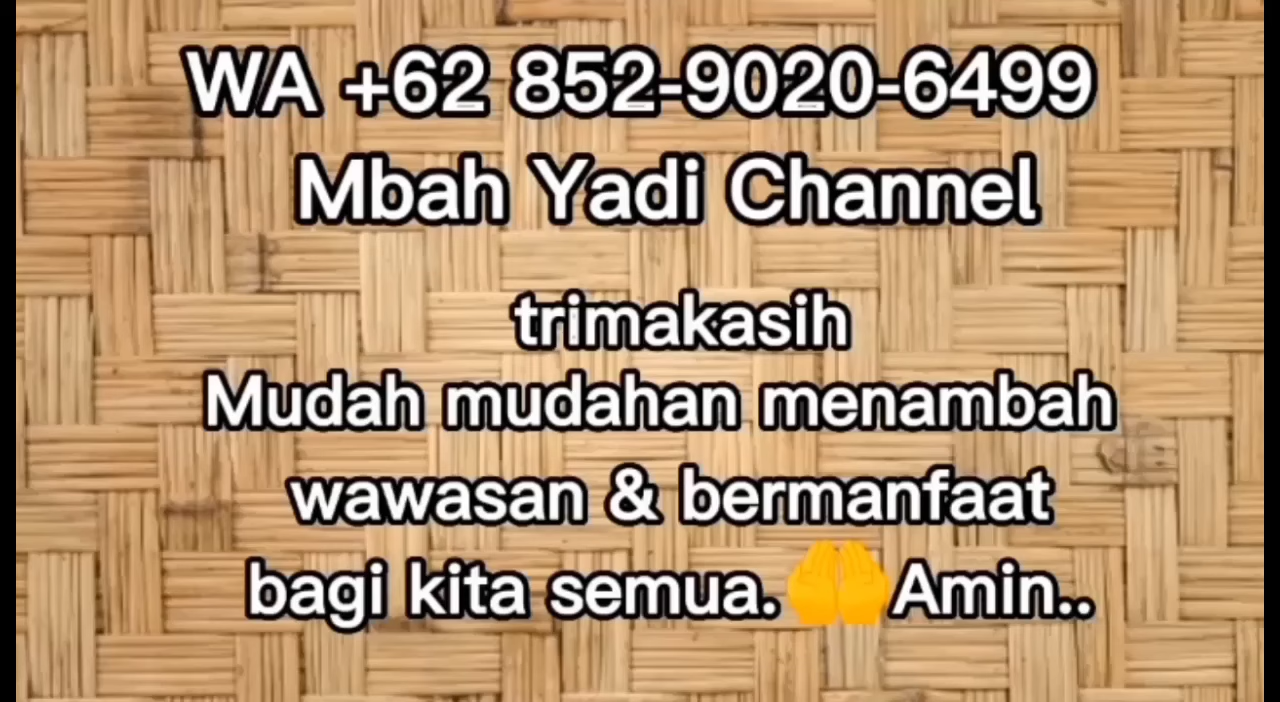 WA +62 852-9020-6499
Mbah Yadi Channel
trimakasih
Mudah mudahan menambah
wawasan & bermanfaat
bagi kita semua.🤲Amin..